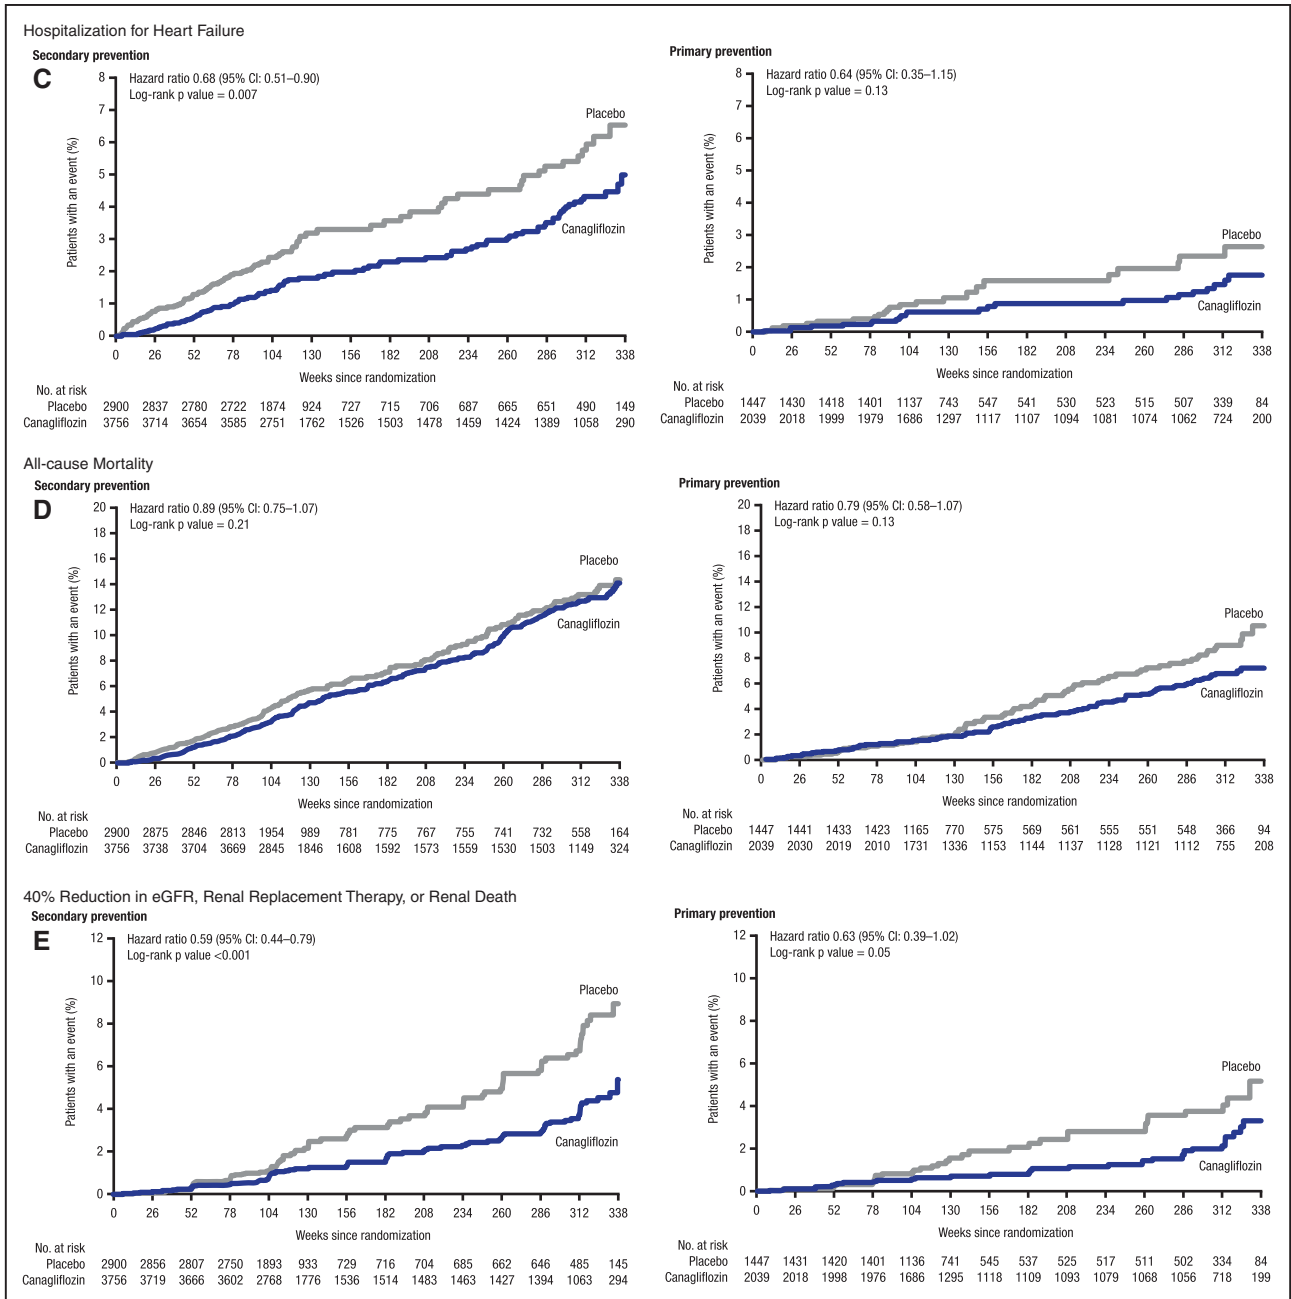 Hospitalization for Heart Failure
Secondary prevention
C
Hazard ratio 0.68 (95% CI: 0.51–0.90)
Log-rank p value = 0.007
Patients with an event (%)
8
7
6
5
4
3
2
1
0
Placebo
Canagliflozin
0 26 52 78 104 130 156 182 208 234 260 286 312 338
Weeks since randomization
No. at risk
Placebo 2900 2837 2780 2722 1874 924 727 715 706 687 665 651 490 149
Canagliflozin 3756 3714 3654 3585 2751 1762 1526 1503 1478 1459 1424 1389 1058 290
Primary prevention
Hazard ratio 0.64 (95% CI: 0.35–1.15)
Log-rank p value = 0.13
Patients with an event (%)
8
7
6
5
4
3
2
1
0
Placebo
Canagliflozin
0 26 52 78 104 130 156 182 208 234 260 286 312 338
Weeks since randomization
No. at risk
Placebo 1447 1430 1418 1401 1137 743 547 541 530 523 515 507 339 84
Canagliflozin 2039 2018 1999 1979 1686 1297 1117 1107 1094 1081 1074 1062 724 200
All-cause Mortality
Secondary prevention
D
Hazard ratio 0.89 (95% CI: 0.75–1.07)
Log-rank p value = 0.21
Patients with an event (%)
20
18
16
14
12
10
8
6
4
2
0
Placebo
Canagliflozin
0 26 52 78 104 130 156 182 208 234 260 286 312 338
Weeks since randomization
No. at risk
Placebo 2900 2875 2846 2813 1954 989 781 775 767 755 741 732 558 164
Canagliflozin 3756 3738 3704 3669 2845 1846 1608 1592 1573 1559 1530 1503 1149 324
Primary prevention
Hazard ratio 0.79 (95% CI: 0.58–1.07)
Log-rank p value = 0.13
Patients with an event (%)
20
18
16
14
12
10
8
6
4
2
0
Placebo
Canagliflozin
0 26 52 78 104 130 156 182 208 234 260 286 312 338
Weeks since randomization
No. at risk
Placebo 1447 1441 1433 1423 1165 770 575 569 561 555 551 548 366 94
Canagliflozin 2039 2030 2019 2010 1731 1336 1153 1144 1137 1128 1121 1112 755 208
40% Reduction in eGFR, Renal Replacement Therapy, or Renal Death
Secondary prevention
E
Hazard ratio 0.59 (95% CI: 0.44–0.79)
Log-rank p value <0.001
Patients with an event (%)
12
10
8
6
4
2
0
Placebo
Canagliflozin
0 26 52 78 104 130 156 182 208 234 260 286 312 338
Weeks since randomization
No. at risk
Placebo 2900 2856 2807 2750 1893 933 729 716 704 685 662 646 485 145
Canagliflozin 3756 3719 3666 3602 2768 1776 1536 1514 1483 1463 1427 1394 1063 294
Primary prevention
Hazard ratio 0.63 (95% CI: 0.39–1.02)
Log-rank p value = 0.05
Patients with an event (%)
12
10
8
6
4
2
0
Placebo
Canagliflozin
0 26 52 78 104 130 156 182 208 234 260 286 312 338
Weeks since randomization
No. at risk
Placebo 1447 1431 1420 1401 1136 741 545 537 525 517 511 502 334 84
Canagliflozin 2039 2018 1998 1976 1686 1295 1118 1109 1093 1079 1068 1056 718 199